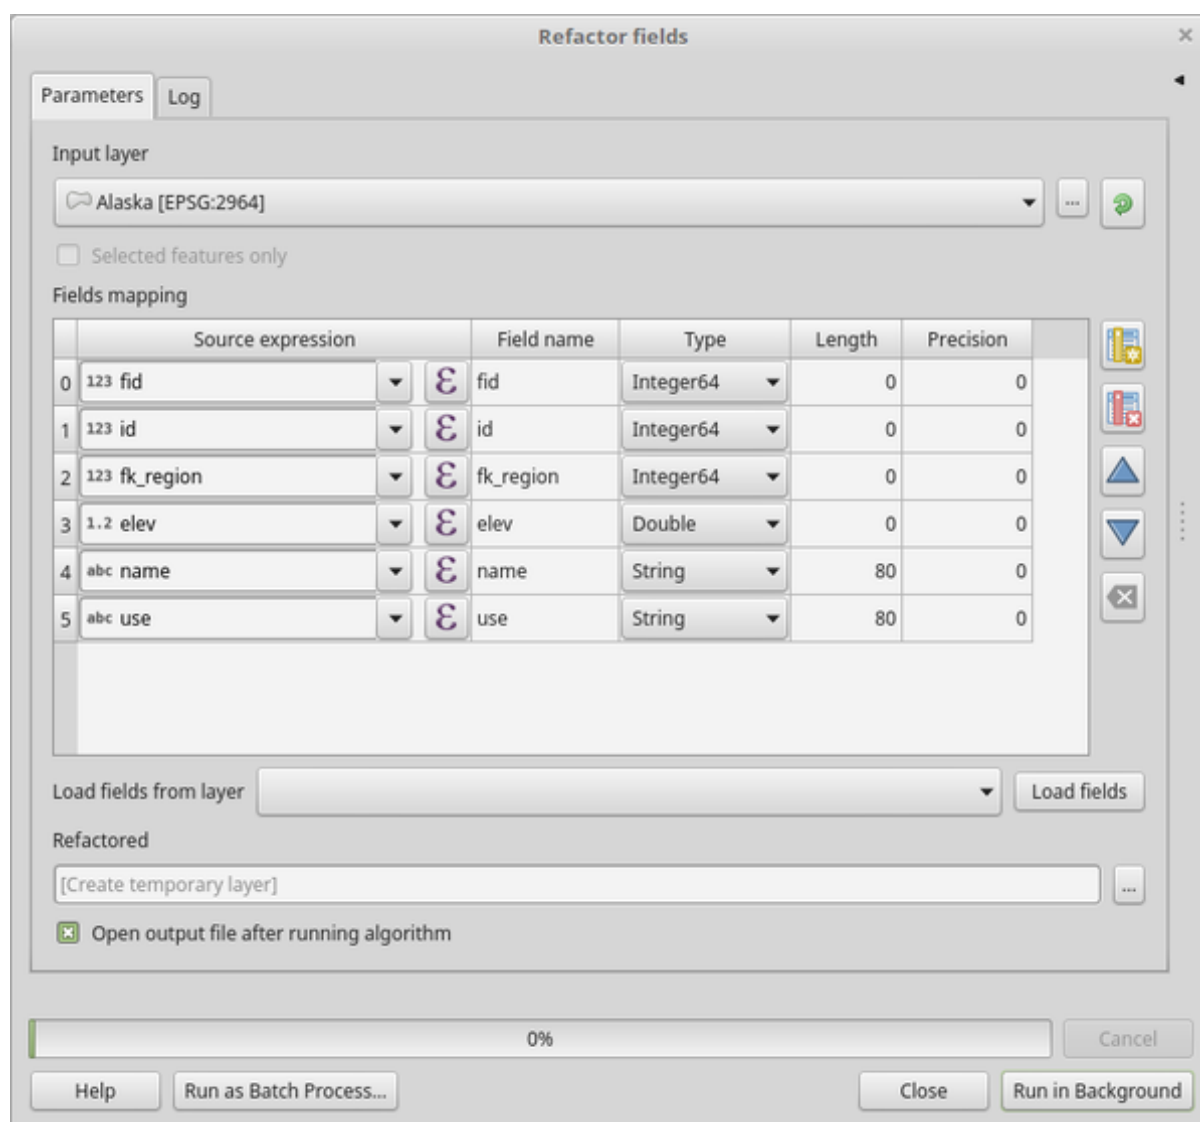 Refactor fields
Parameters Log
Input layer
Alaska [EPSG:2964] ...
Selected features only
Fields mapping
Source expression Field name Type Length Precision
0 123 fid ε fid Integer64 0 0
1 123 id ε id Integer64 0 0
2 123 fk_region ε fk_region Integer64 0 0
3 1.2 elev ε elev Double 0 0
4 abc name ε name String 80 0
5 abc use ε use String 80 0
Load fields from layer Load fields
Refactored
[Create temporary layer] ...
Open output file after running algorithm
0% Cancel
Help Run as Batch Process... Close Run in Background